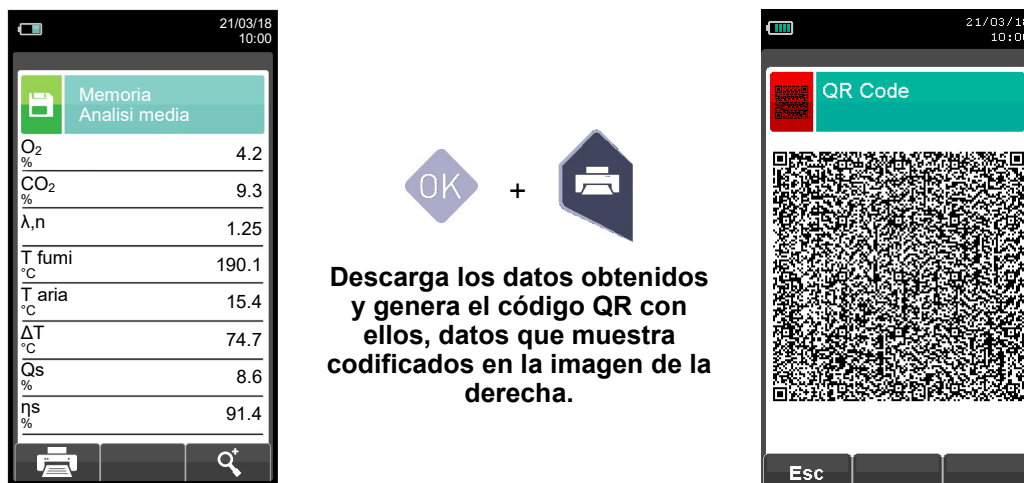 21/03/18
10:00
Memoria
Analisi media
O2
%
4.2
CO2
%
9.3
λ,n
1.25
T fumi
°C
190.1
T aria
°C
15.4
ΔT
°C
74.7
Qs
%
8.6
ηs
%
91.4
OK
+
Descarga los datos obtenidos
y genera el código QR con
ellos, datos que muestra
codificados en la imagen de la
derecha.
21/03/18
10:00
QR Code
Esc